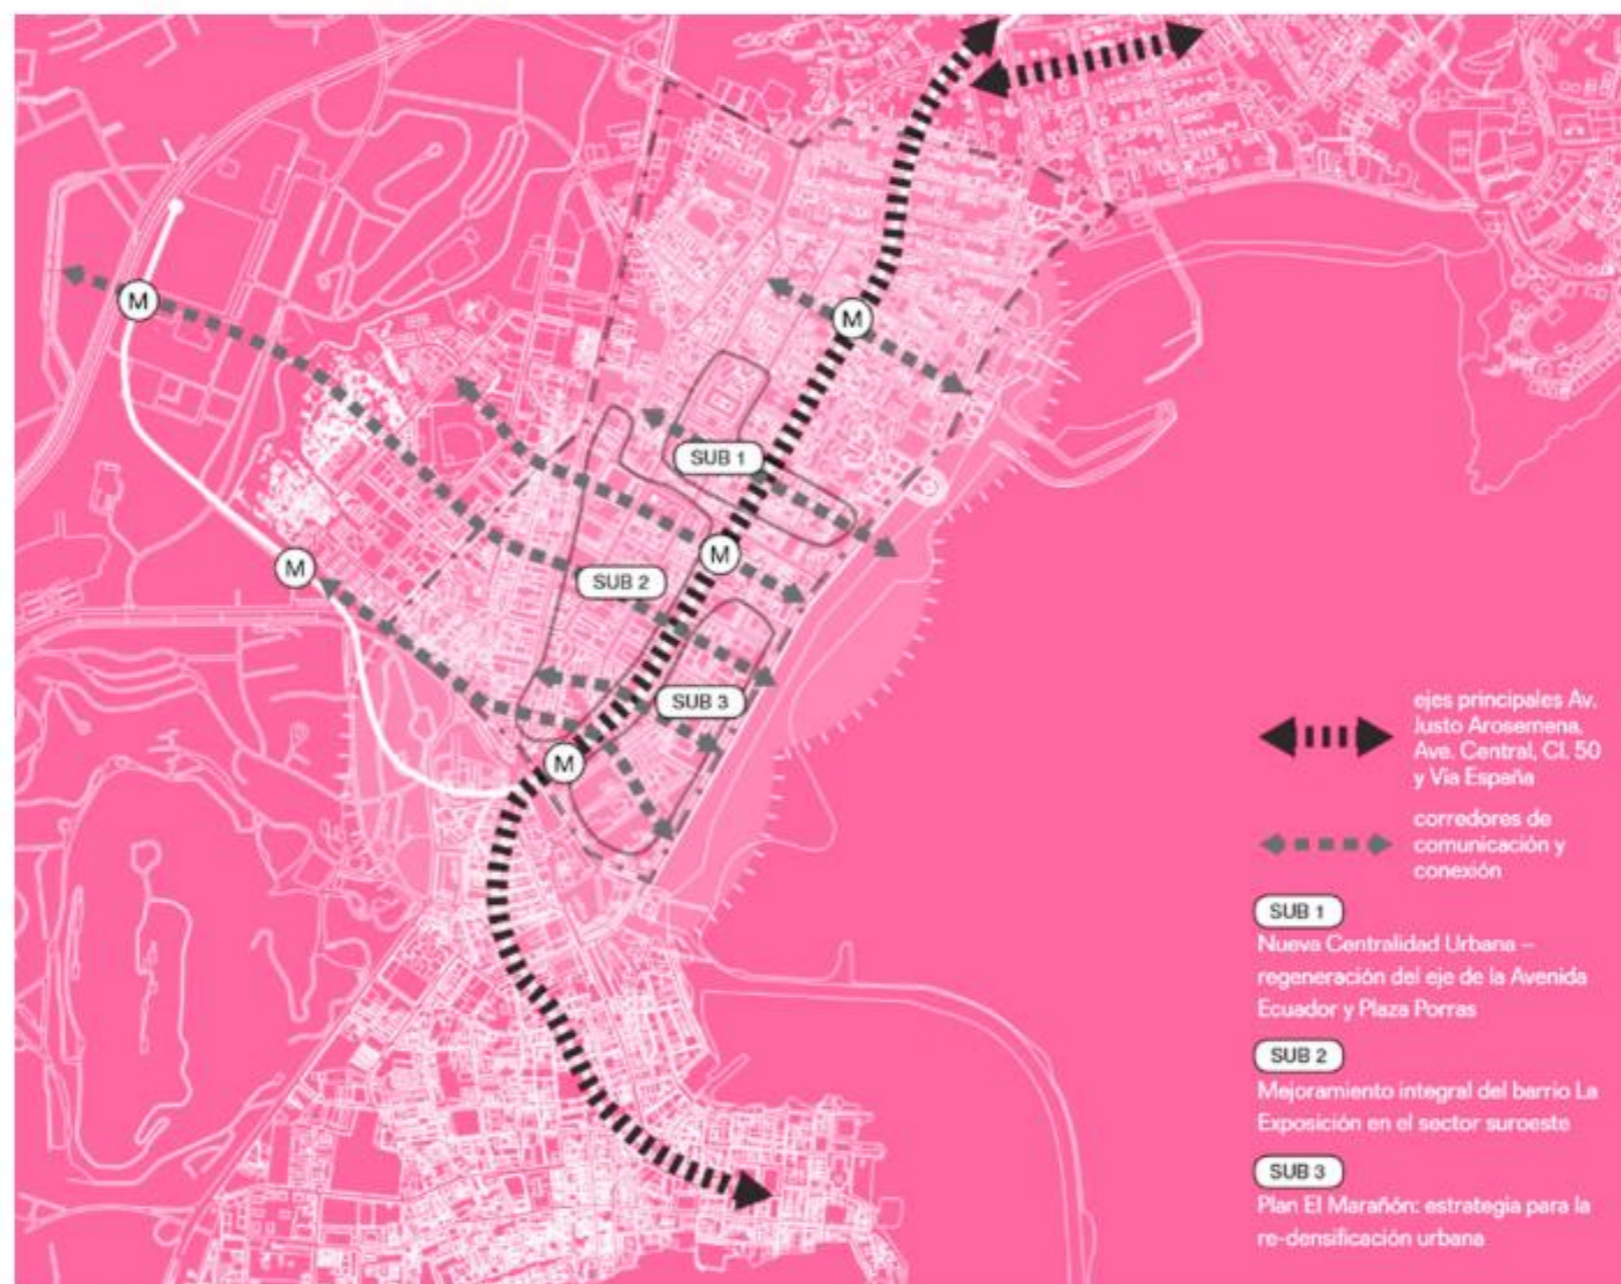 M
M
SUB 1
M
M
SUB 2
SUB 3
M
ejes principales Av.
Justo Arosemena,
Ave. Central, Cl. 50
y Vía España
corredores de
comunicación y
conexión
SUB 1
Nueva Centralidad Urbana –
regeneración del eje de la Avenida
Ecuador y Plaza Porras
SUB 2
Mejoramiento integral del barrio La
Exposición en el sector suroeste
SUB 3
Plan El Marañón: estrategia para la
re-densificación urbana